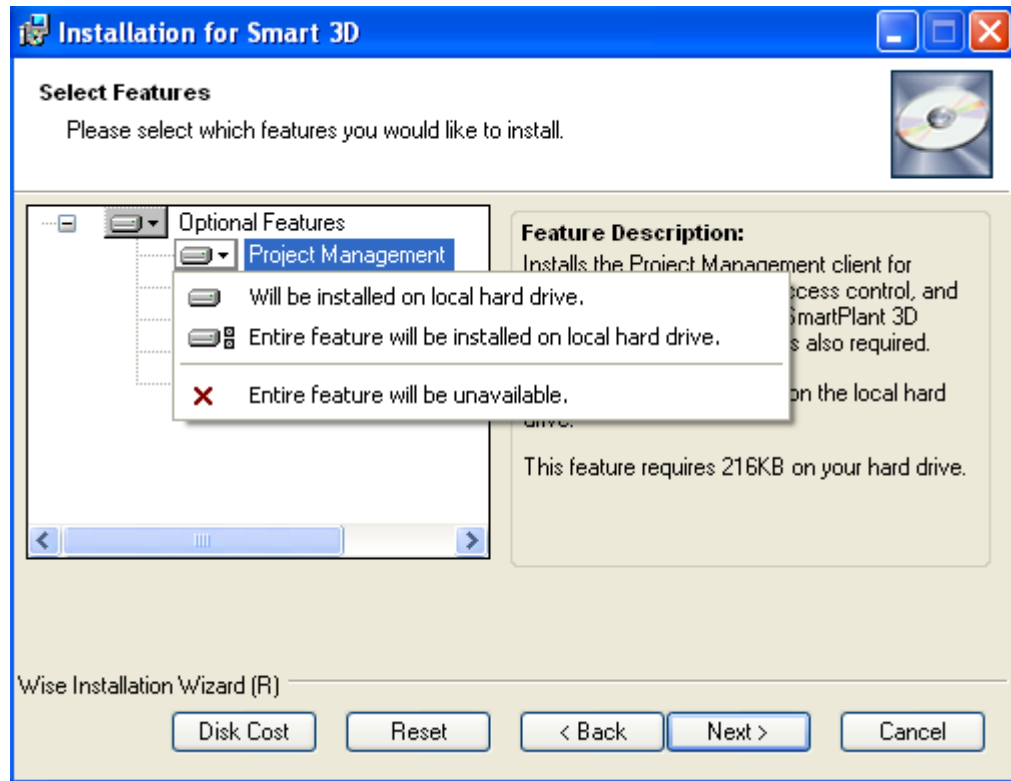 Installation for Smart 3D
Select Features
Please select which features you would like to install.
Optional Features
Project Management
Will be installed on local hard drive.
Entire feature will be installed on local hard drive.
Entire feature will be unavailable.
Feature Description:
Installs the Project Management client for
access control, and
SmartPlant 3D
s also required.
on the local hard
drive.
This feature requires 216KB on your hard drive.
Wise Installation Wizard (R)
Disk Cost
Reset
< Back
Next >
Cancel